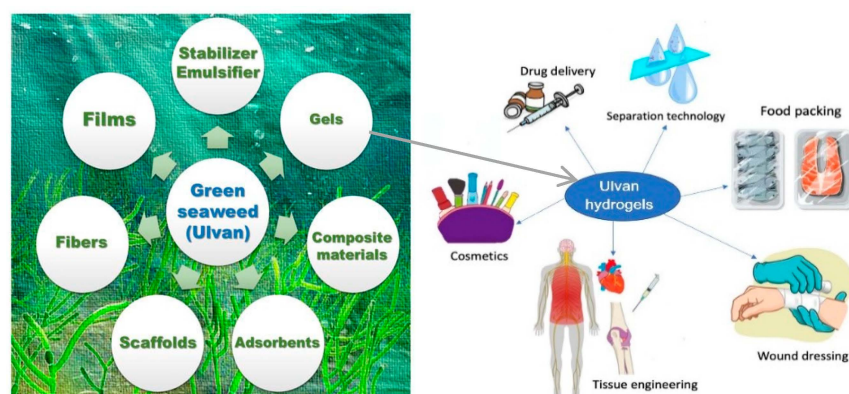 Stabilizer
Emulsifier
Films
Gels
Green
seaweed
(Ulvan)
Fibers
Composite
materials
Scaffolds
Adsorbents
Drug delivery
Separation technology
Food packing
Ulvan
hydrogels
Cosmetics
Tissue engineering
Wound dressing